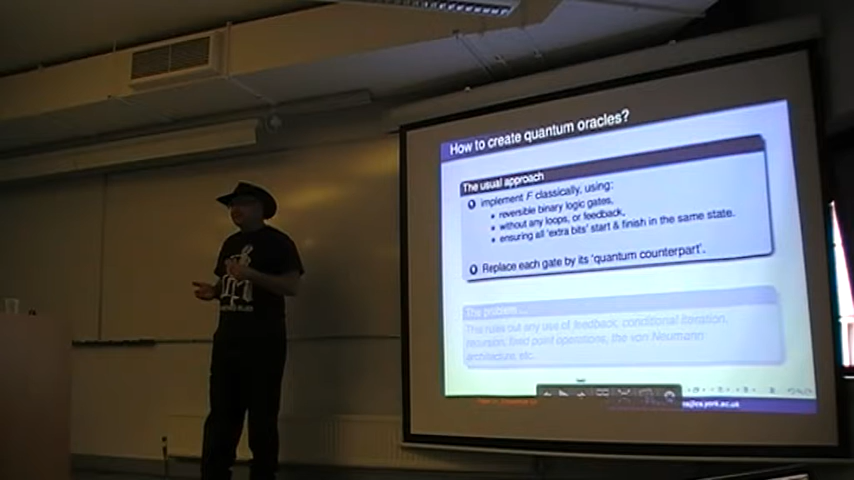 How to create quantum oracles?
The usual approach
1 implement F classically, using:
• reversible binary logic gates,
• without any loops, or feedback,
• ensuring all 'extra bits' start & finish in the same state.
2 Replace each gate by its 'quantum counterpart'.
The problem ...
This rules out any use of feedback, conditional iteration,
recursion, fixed point operations, the von Neumann
architecture, etc.